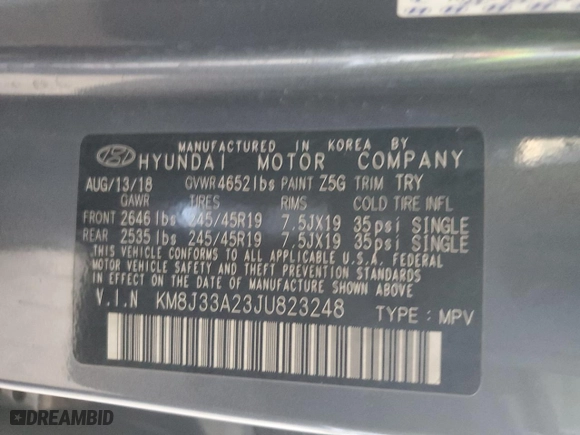 MANUFACTURED IN KOREA BY
HYUNDAI MOTOR COMPANY
AUG/13/18 GVWR 4652lbs PAINT Z5G TRIM TRY
GAWR TIRES RIMS COLD TIRE INFL
FRONT 2646 lbs 245/45R19 7.5JX19 35psi SINGLE
REAR 2535 lbs 245/45R19 7.5JX19 35psi SINGLE
THIS VEHICLE CONFORMS TO ALL APPLICABLE U.S.A. FEDERAL
MOTOR VEHICLE SAFETY, BUMPER, AND THEFT PREVENTION STANDARDS
IN EFFECT ON THE DATE OF MANUFACTURE SHOWN ABOVE.
V.I.N KM8J33A23JU823248 TYPE : MPV
DREAMBID